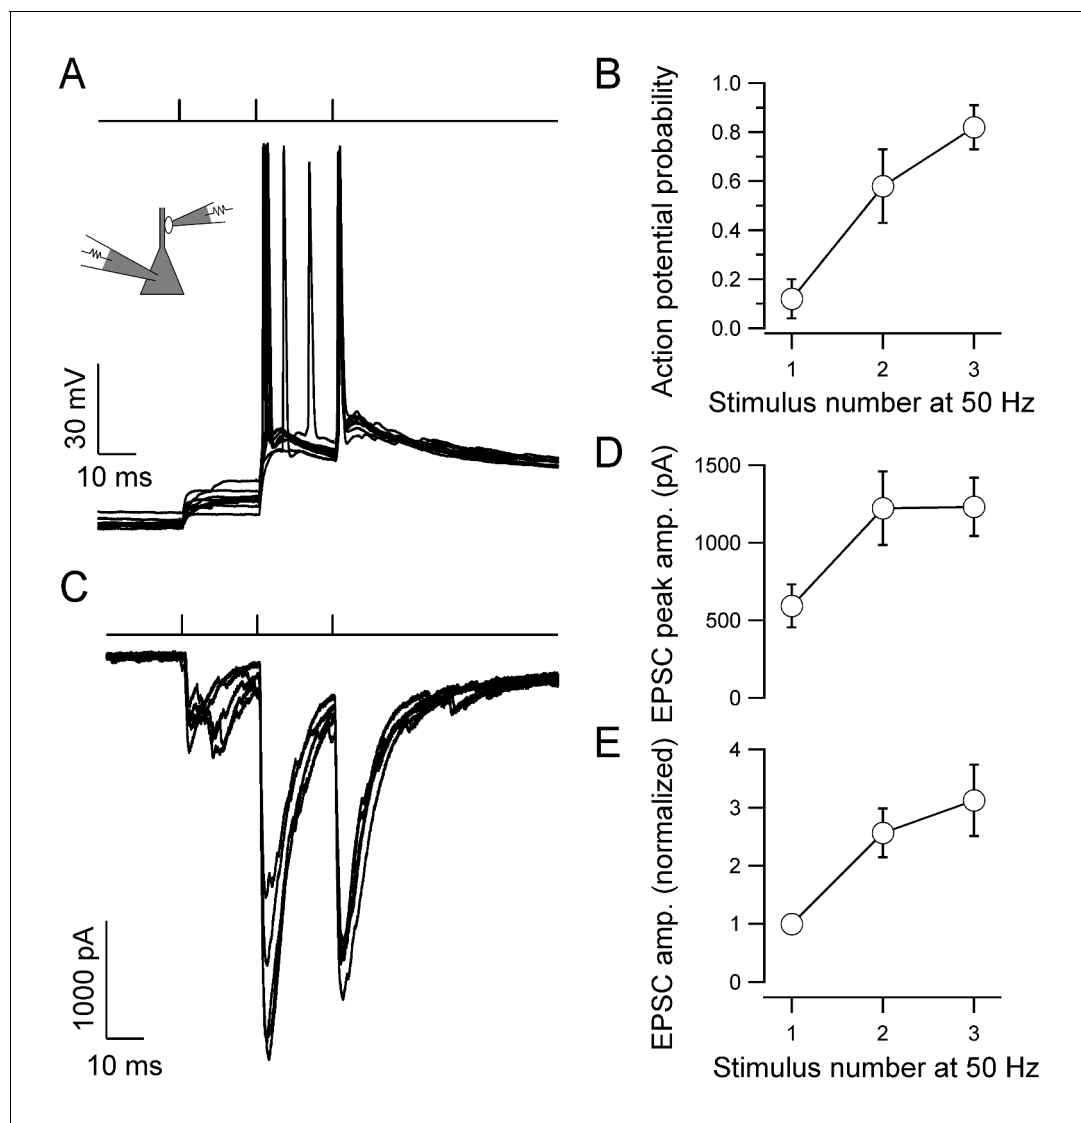 A
30 mV
10 ms
B
Action potential probability
1.0
0.8
0.6
0.4
0.2
0.0
1 2 3
Stimulus number at 50 Hz
C
1000 pA
10 ms
D
EPSC peak amp. (pA)
1500
1000
500
0
E
EPSC amp. (normalized)
4
3
2
1
0
1 2 3
Stimulus number at 50 Hz